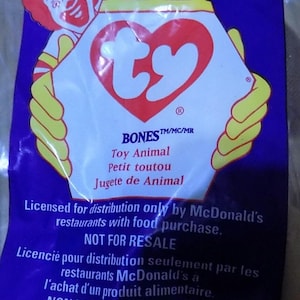 ty
®
BONES™/MC/MR
Toy Animal
Petit toutou
Jugete de Animal
Licensed for distribution only by McDonald's
restaurants with food purchase.
NOT FOR RESALE
Licencié pour distribution seulement par les
restaurants McDonald's à
l'achat d'un produit alimentaire.